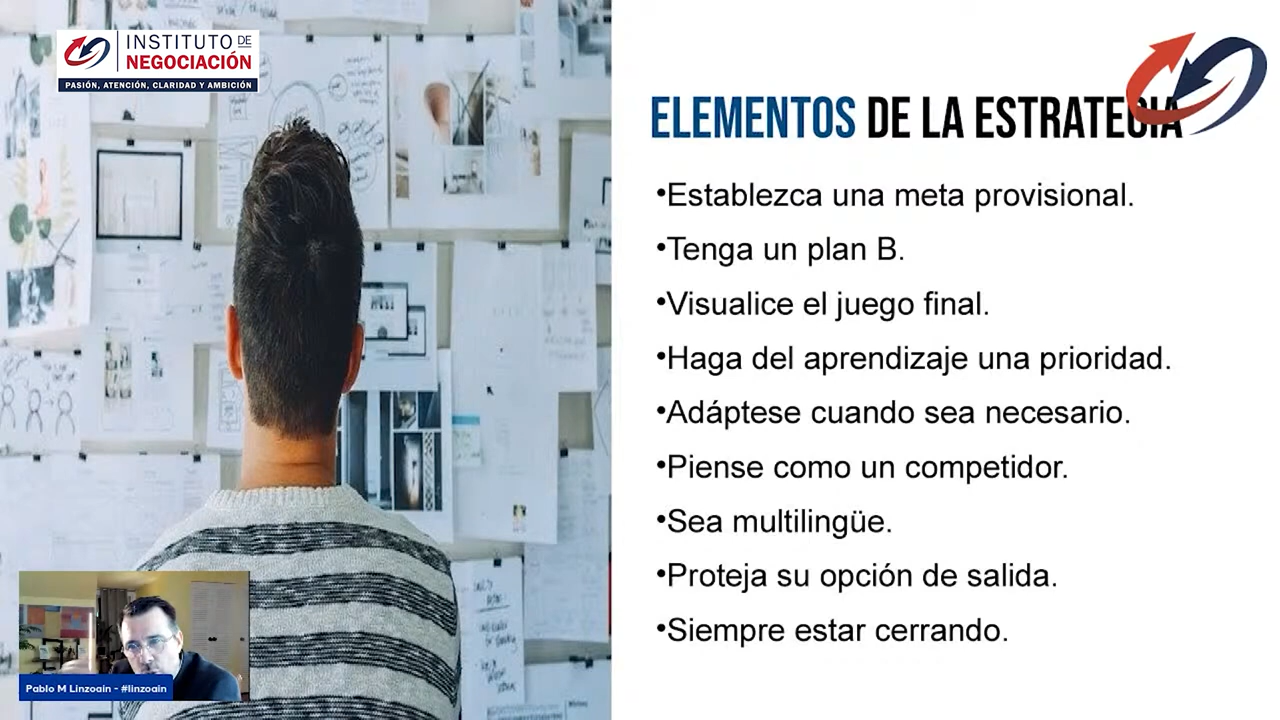 INSTITUTO DE
NEGOCIACIÓN
PASIÓN, ATENCIÓN, CLARIDAD Y AMBICIÓN
ELEMENTOS DE LA ESTRATEGIA
•Establezca una meta provisional.
•Tenga un plan B.
•Visualice el juego final.
•Haga del aprendizaje una prioridad.
•Adáptese cuando sea necesario.
•Piense como un competidor.
•Sea multilingüe.
•Proteja su opción de salida.
•Siempre estar cerrando.
Pablo M Linzoain - #linzoain